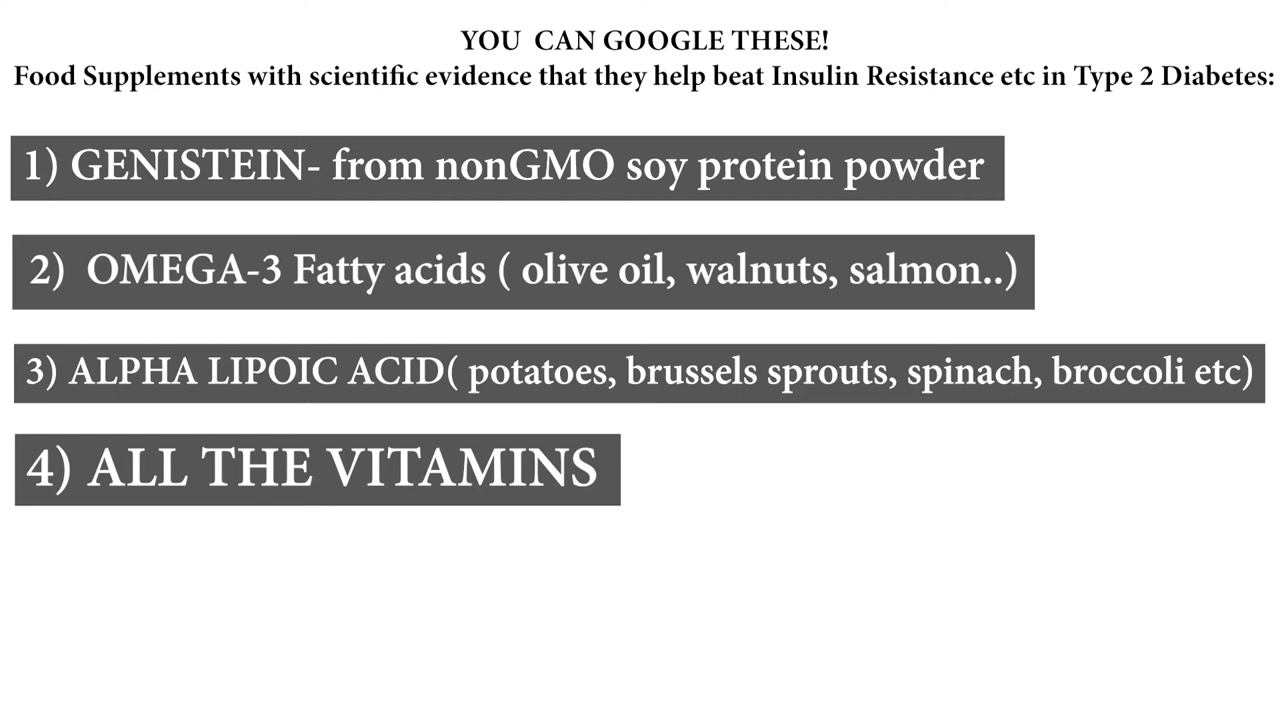 YOU CAN GOOGLE THESE!
Food Supplements with scientific evidence that they help beat Insulin Resistance etc in Type 2 Diabetes:
1) GENISTEIN- from nonGMO soy protein powder
2) OMEGA-3 Fatty acids ( olive oil, walnuts, salmon..)
3) ALPHA LIPOIC ACID( potatoes, brussels sprouts, spinach, broccoli etc)
4) ALL THE VITAMINS